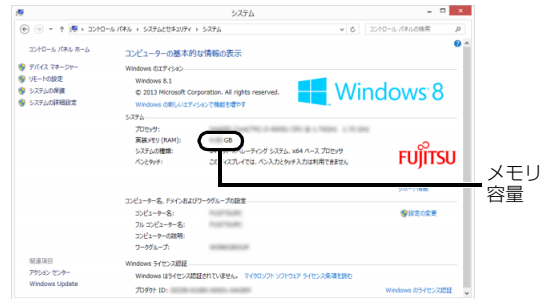 システム
コントロール パネル ▸ システムとセキュリティ ▸ システム
コントロール パネルの検索
コントロール パネル ホーム
デバイス マネージャー
リモートの設定
システムの保護
システムの詳細設定
コンピューターの基本的な情報の表示
Windows のエディション
Windows 8.1
© 2013 Microsoft Corporation. All rights reserved.
Windows の新しいエディションで機能を増やす
Windows 8
システム
プロセッサ:
実装メモリ (RAM):
GB
システムの種類:
オペレーティング システム、x64 ベース プロセッサ
ペンとタッチ:
このディスプレイでは、ペン入力とタッチ入力は利用できません
FUJITSU
サポート情報
メモリ
容量
コンピューター名、ドメインおよびワークグループの設定
コンピューター名:
設定の変更
フル コンピューター名:
コンピューターの説明:
ワークグループ:
Windows ライセンス認証
Windows はライセンス認証されていません。 マイクロソフト ソフトウェア ライセンス条項を読む
プロダクト ID:
Windows のライセンス認証
関連項目
アクション センター
Windows Update